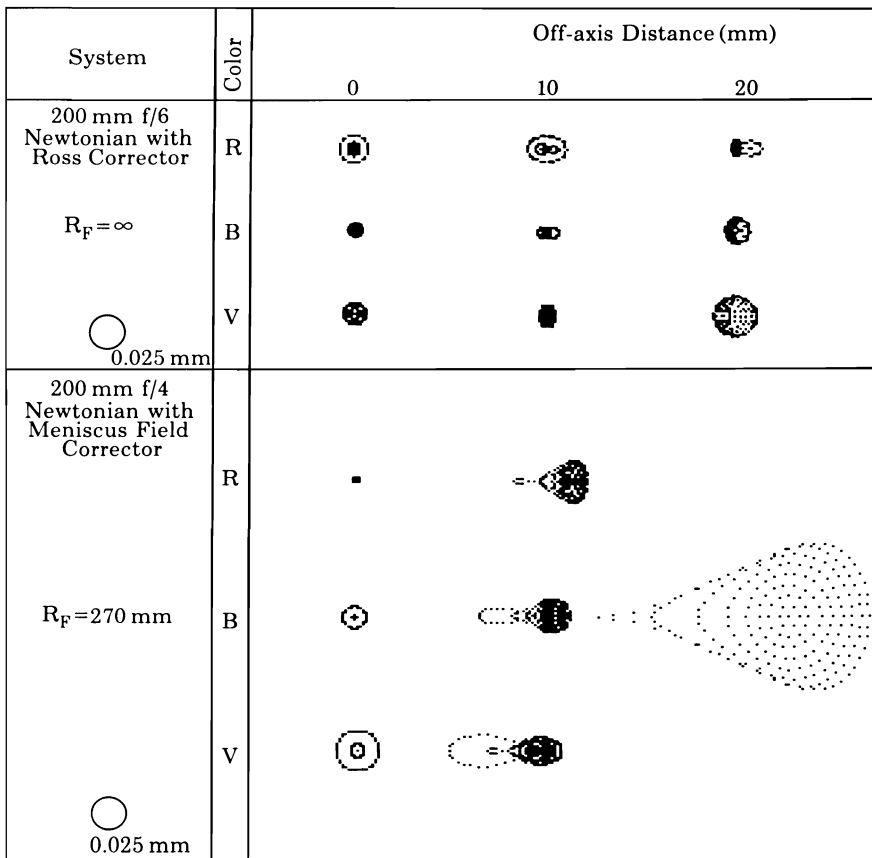 System
Color
Off-axis Distance (mm)
0 10 20
200 mm f/6
Newtonian with
Ross Corrector
R_F = ∞
0.025 mm
R
B
V
200 mm f/4
Newtonian with
Meniscus Field
Corrector
R_F = 270 mm
0.025 mm
R
B
V